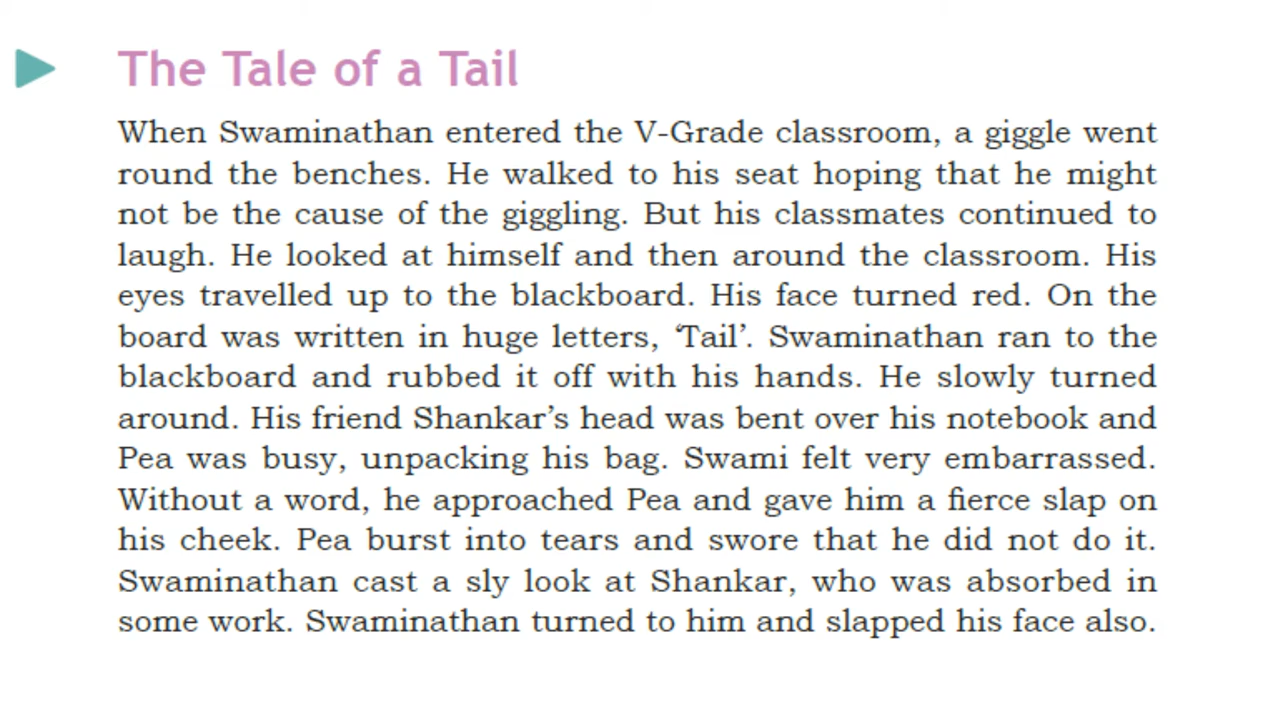 The Tale of a Tail
When Swaminathan entered the V-Grade classroom, a giggle went
round the benches. He walked to his seat hoping that he might
not be the cause of the giggling. But his classmates continued to
laugh. He looked at himself and then around the classroom. His
eyes travelled up to the blackboard. His face turned red. On the
board was written in huge letters, ‘Tail’. Swaminathan ran to the
blackboard and rubbed it off with his hands. He slowly turned
around. His friend Shankar’s head was bent over his notebook and
Pea was busy, unpacking his bag. Swami felt very embarrassed.
Without a word, he approached Pea and gave him a fierce slap on
his cheek. Pea burst into tears and swore that he did not do it.
Swaminathan cast a sly look at Shankar, who was absorbed in
some work. Swaminathan turned to him and slapped his face also.